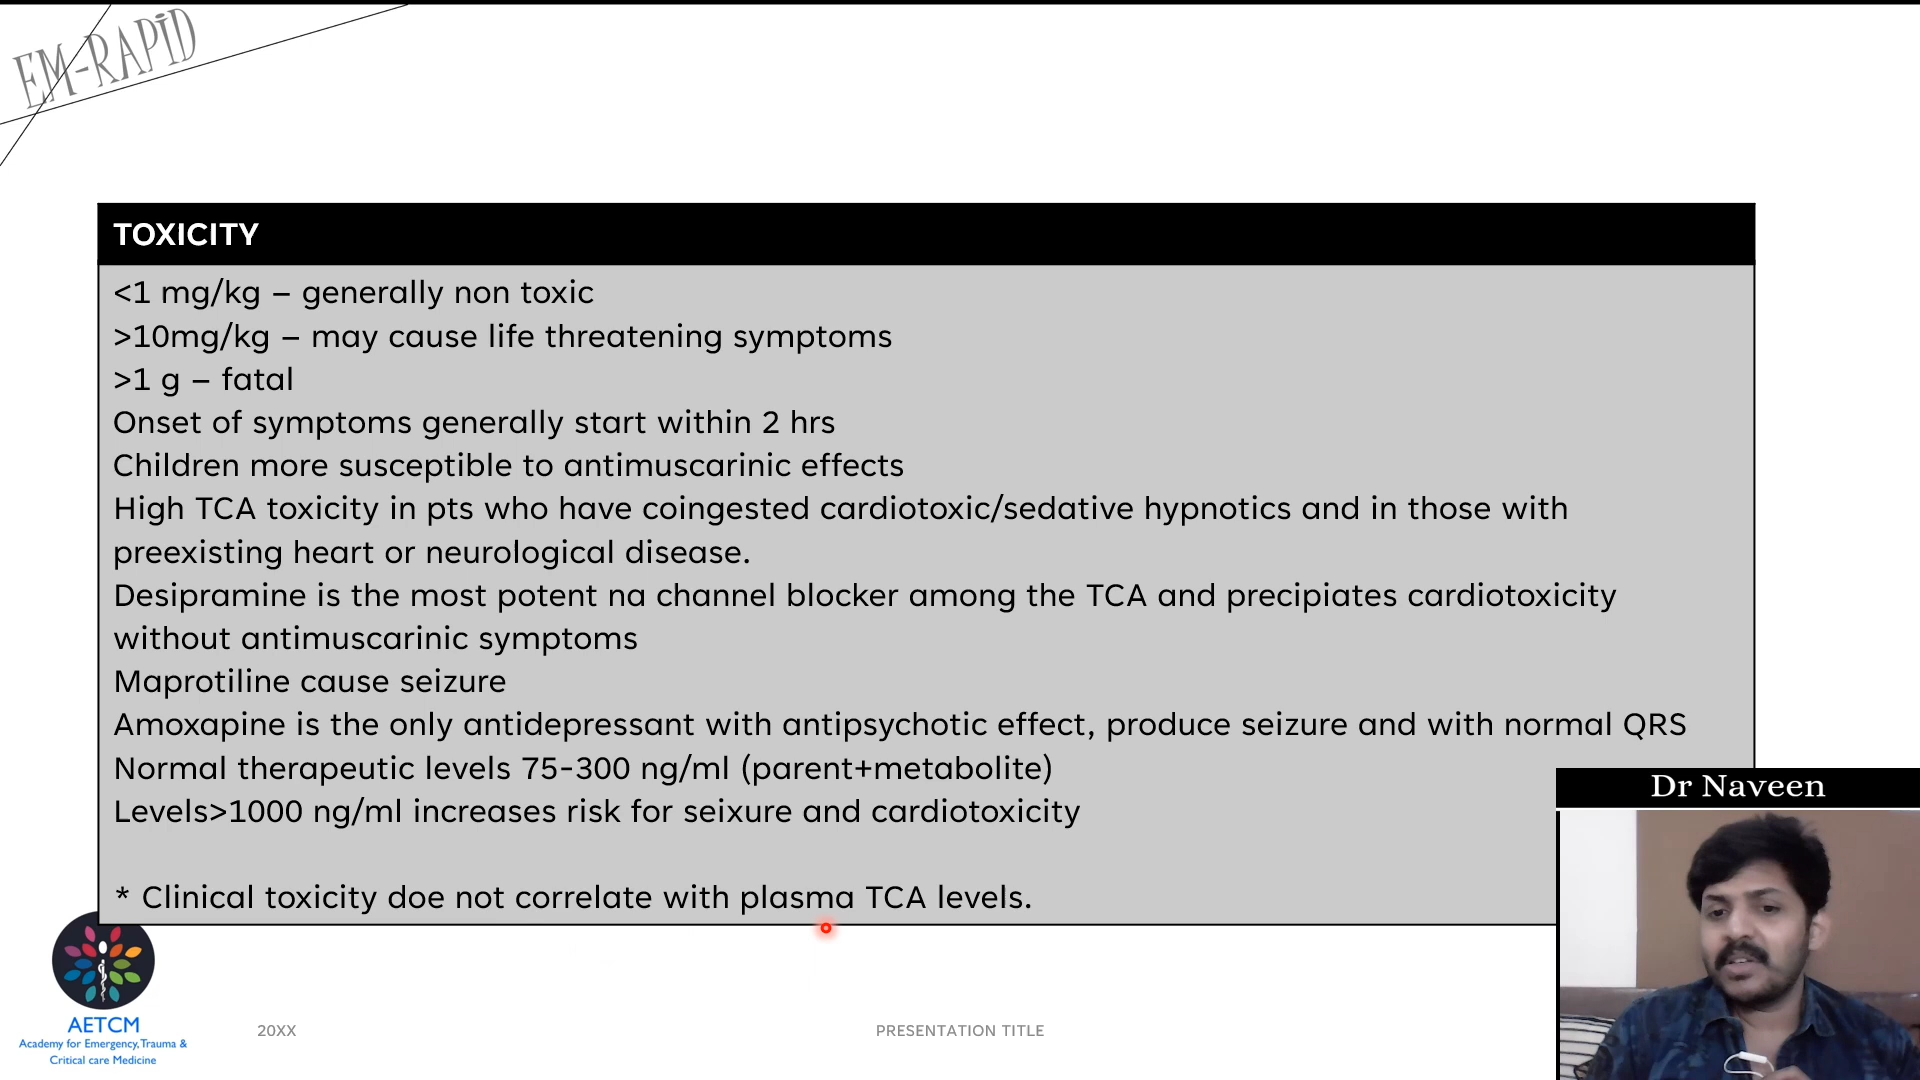 EM-RAPiD
TOXICITY
<1 mg/kg – generally non toxic
>10mg/kg – may cause life threatening symptoms
>1 g – fatal
Onset of symptoms generally start within 2 hrs
Children more susceptible to antimuscarinic effects
High TCA toxicity in pts who have coingested cardiotoxic/sedative hypnotics and in those with
preexisting heart or neurological disease.
Desipramine is the most potent na channel blocker among the TCA and precipiates cardiotoxicity
without antimuscarinic symptoms
Maprotiline cause seizure
Amoxapine is the only antidepressant with antipsychotic effect, produce seizure and with normal QRS
Normal therapeutic levels 75-300 ng/ml (parent+metabolite)
Levels>1000 ng/ml increases risk for seixure and cardiotoxicity
* Clinical toxicity doe not correlate with plasma TCA levels.
Dr Naveen
AETCM
Academy for Emergency,Trauma &
Critical care Medicine
20XX
PRESENTATION TITLE